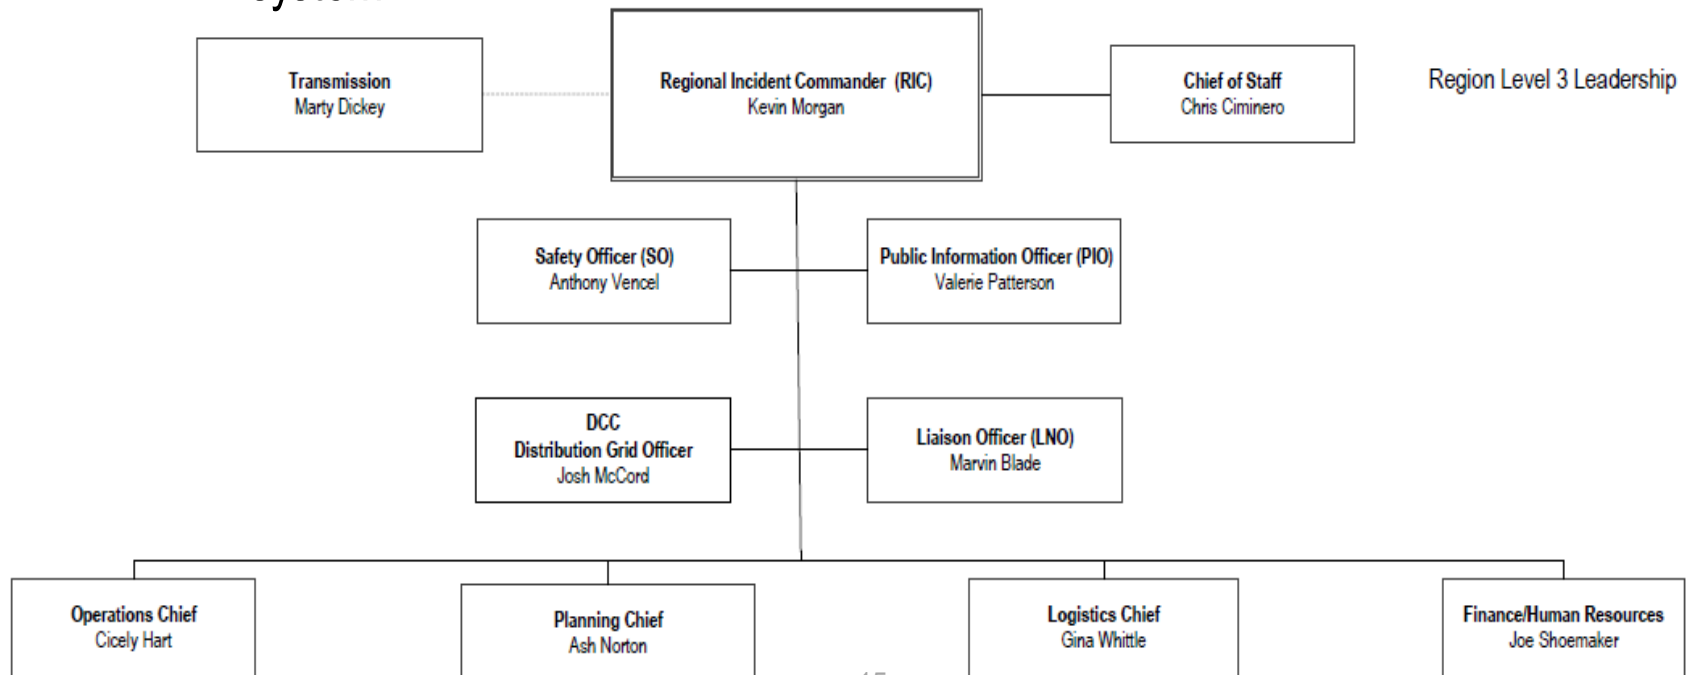 Transmission
Marty Dickey
Regional Incident Commander (RIC)
Kevin Morgan
Chief of Staff
Chris Ciminero
Region Level 3 Leadership
Safety Officer (SO)
Anthony Vencel
Public Information Officer (PIO)
Valerie Patterson
DCC
Distribution Grid Officer
Josh McCord
Liaison Officer (LNO)
Marvin Blade
Operations Chief
Cicely Hart
Planning Chief
Ash Norton
Logistics Chief
Gina Whittle
Finance/Human Resources
Joe Shoemaker